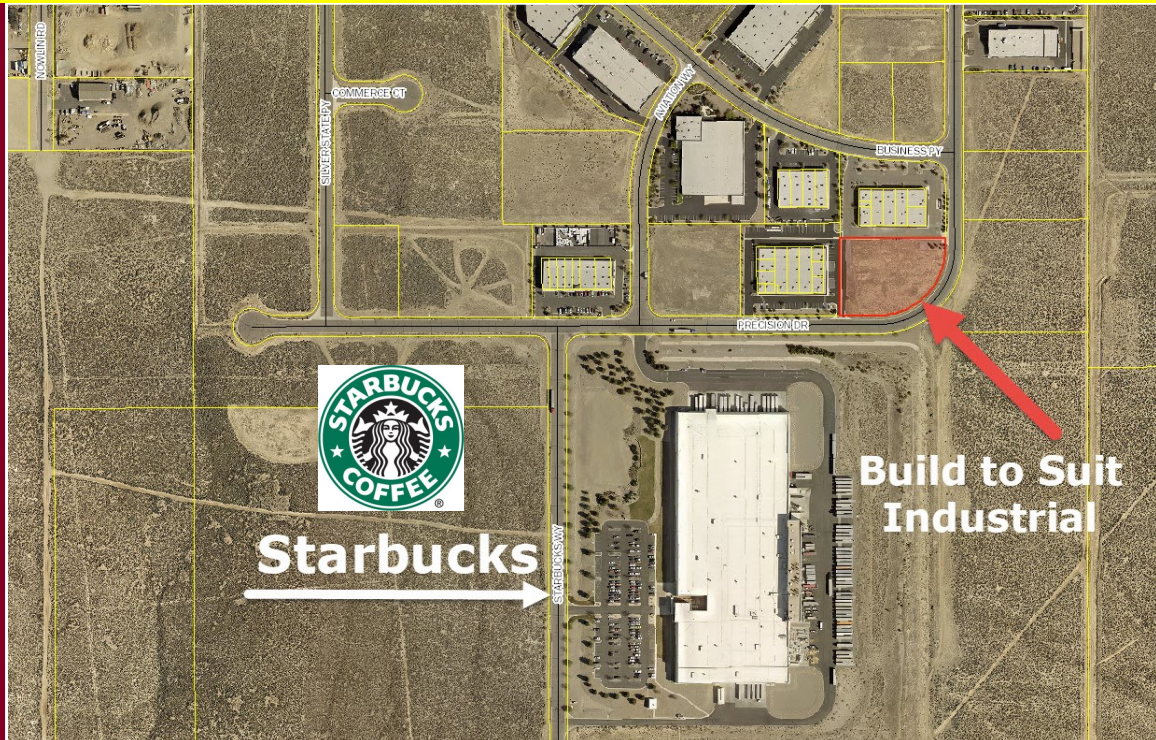 NOWLIN RD
COMMERCE CT
SILVER STATE PY
AVIATION WY
BUSINESS PY
PRECISION DR
STARBUCKS
COFFEE
®
Build to Suit
Industrial
Starbucks
STARBUCKS WY